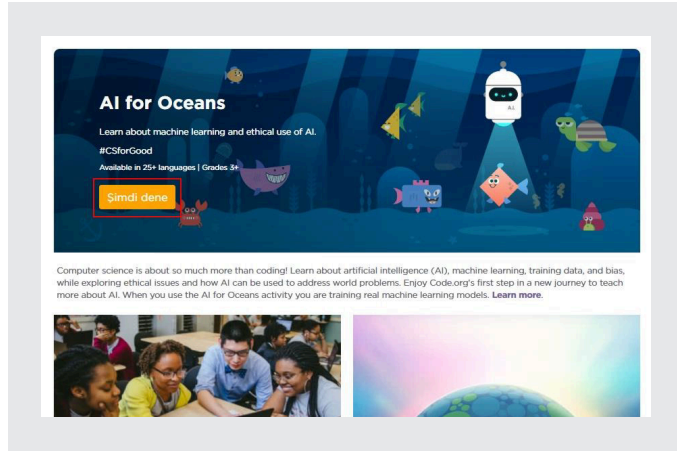 AI for Oceans
Learn about machine learning and ethical use of AI.
#CSforGood
Available in 25+ languages | Grades 3+
Şimdi dene
A.I.
Computer science is about so much more than coding! Learn about artificial intelligence (AI), machine learning, training data, and bias,
while exploring ethical issues and how AI can be used to address world problems. Enjoy Code.org's first step in a new journey to teach
more about AI. When you use the AI for Oceans activity you are training real machine learning models. Learn more.